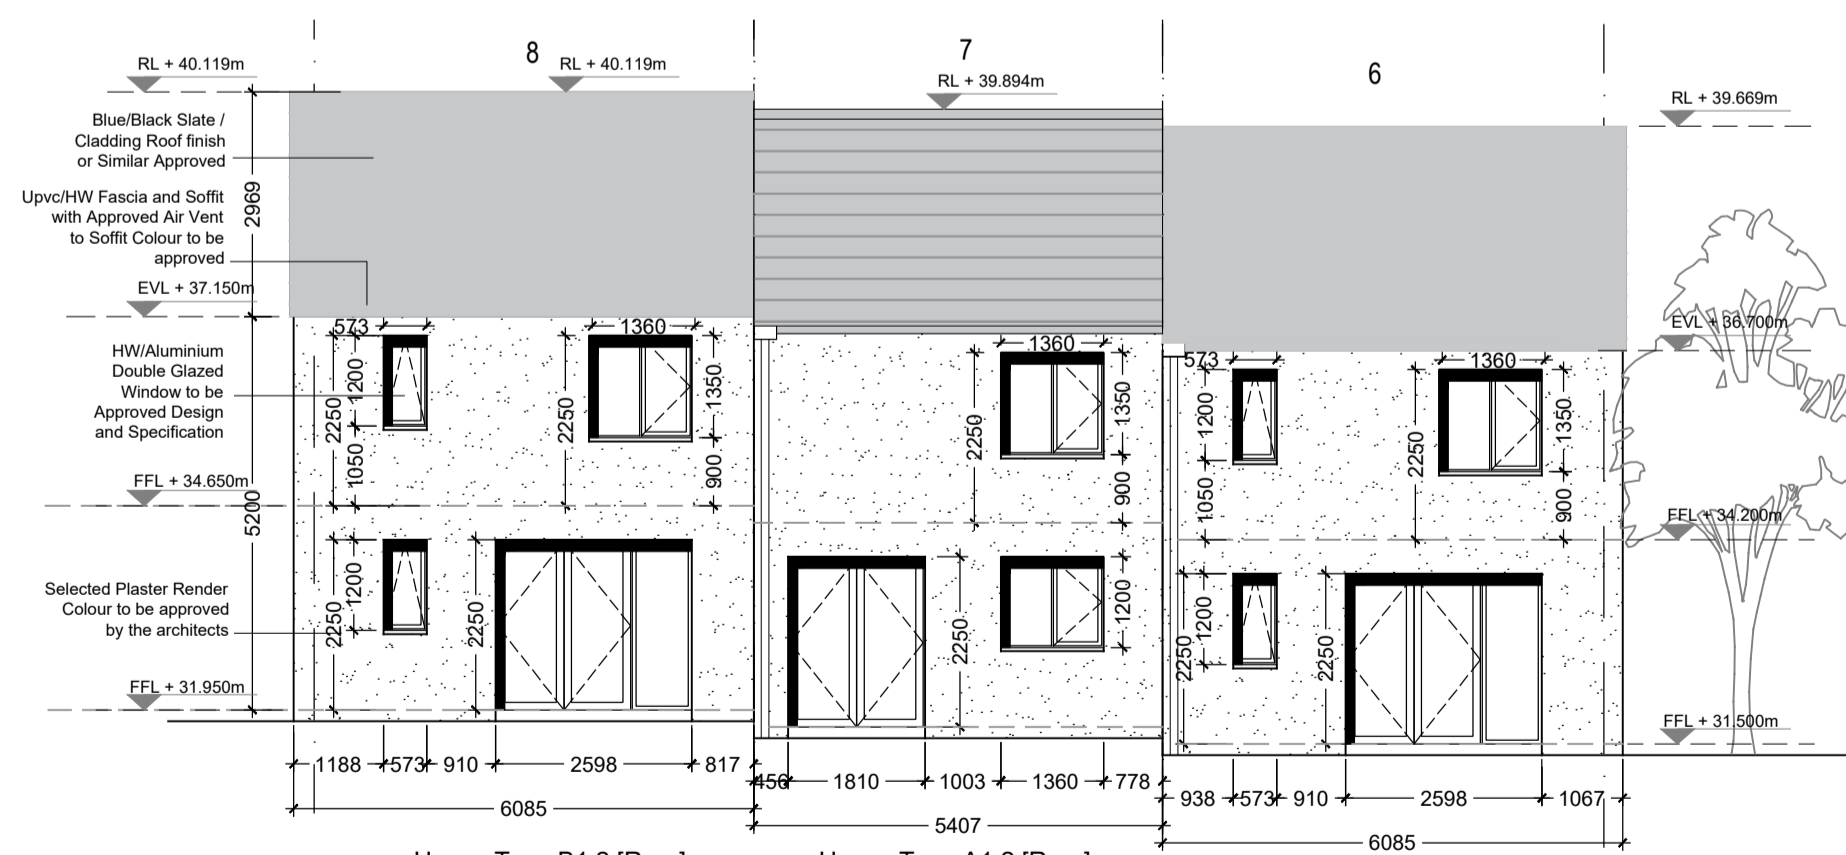 8
7
6
RL + 40.119m
RL + 40.119m
RL + 39.894m
RL + 39.669m
Blue/Black Slate /
Cladding Roof finish
or Similar Approved
Upvc/HW Fascia and Soffit
with Approved Air Vent
to Soffit Colour to be
approved
2969
EVL + 37.150m
EVL + 36.700m
HW/Aluminium
Double Glazed
Window to be
Approved Design
and Specification
FFL + 34.650m
FFL + 34.200m
5200
Selected Plaster Render
Colour to be approved
by the architects
FFL + 31.950m
FFL + 31.500m
573
1360
1200
2250
1050
2250
1350
900
2250
1200
2250
1360
2250
1350
900
2250
1200
573
1360
1200
1050
2250
1350
900
2250
1200
2250
1188 573 910 2598 817
6085
456 1810 1003 1360 778
5407
938 573 910 2598 1067
6085